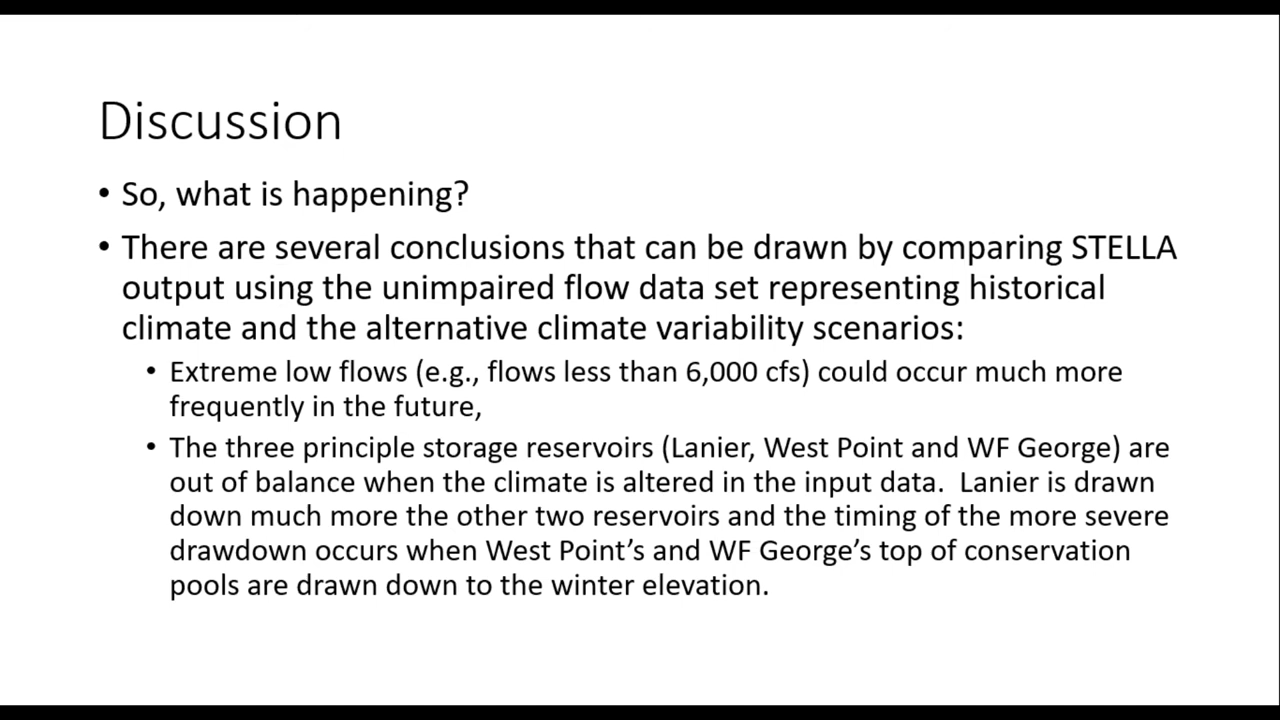 Discussion
• So, what is happening?
• There are several conclusions that can be drawn by comparing STELLA
output using the unimpaired flow data set representing historical
climate and the alternative climate variability scenarios:
• Extreme low flows (e.g., flows less than 6,000 cfs) could occur much more
frequently in the future,
• The three principle storage reservoirs (Lanier, West Point and WF George) are
out of balance when the climate is altered in the input data.  Lanier is drawn
down much more the other two reservoirs and the timing of the more severe
drawdown occurs when West Point’s and WF George’s top of conservation
pools are drawn down to the winter elevation.